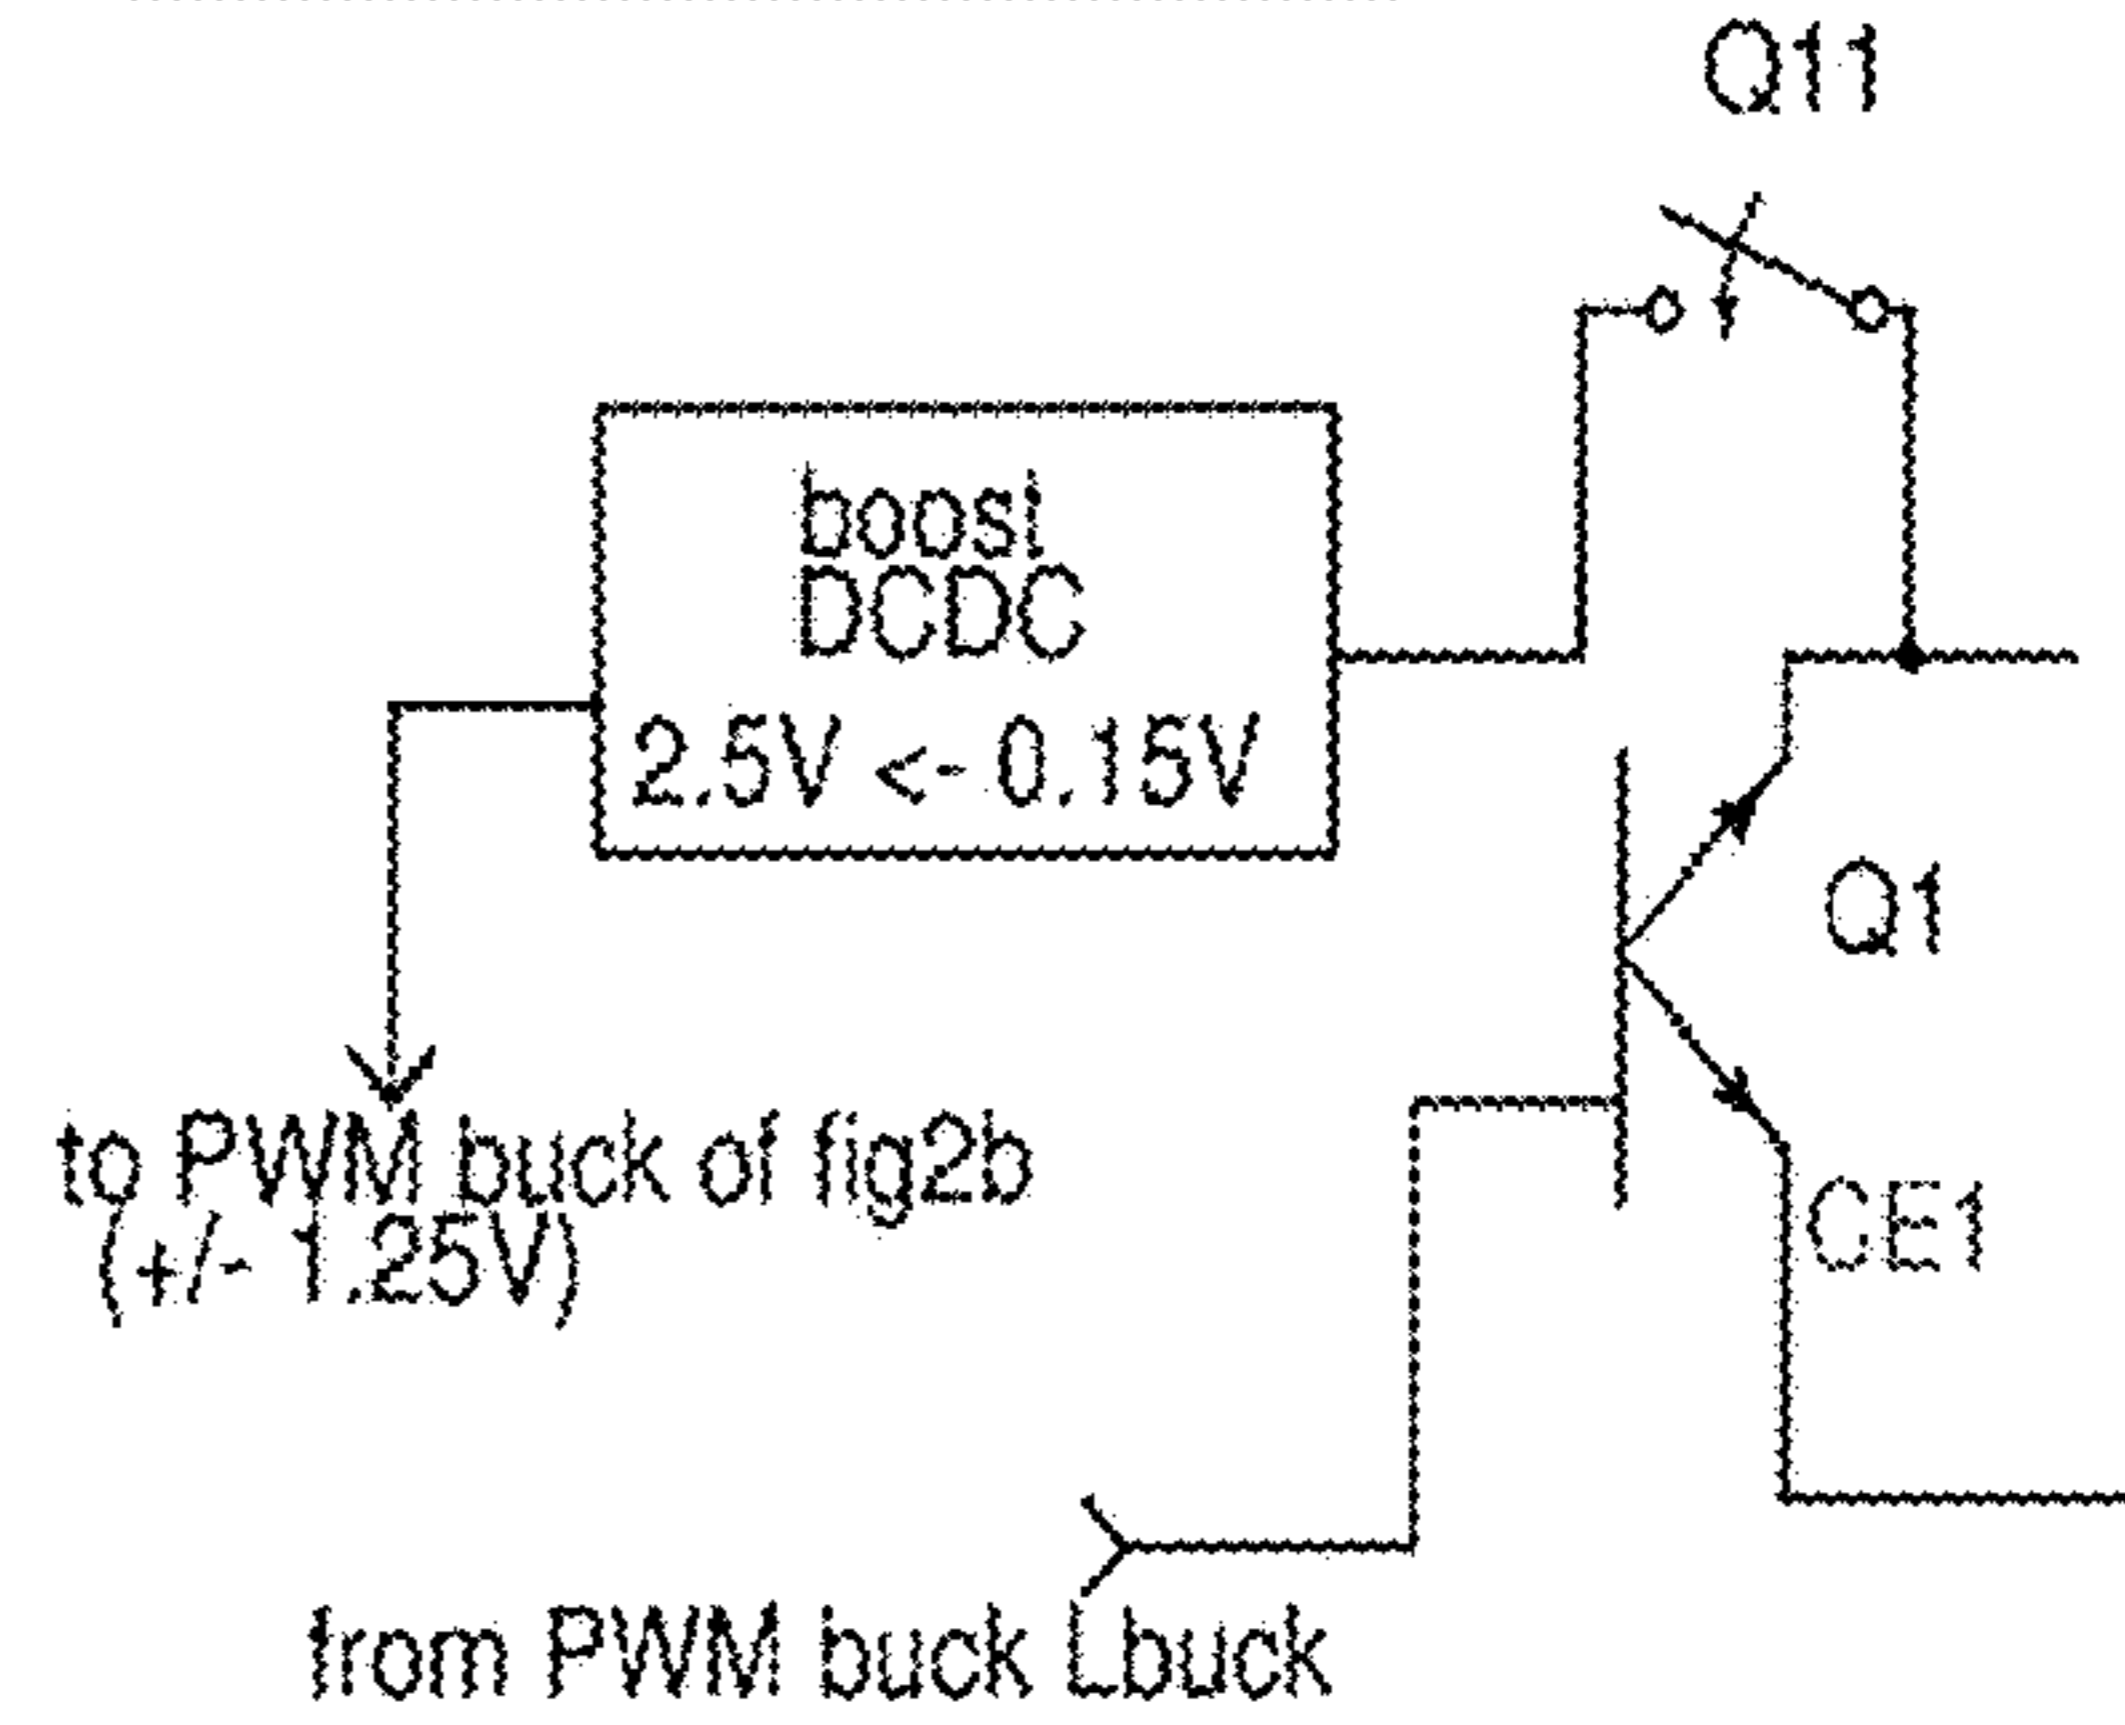 Q11
boost
DCDC
2.5V <- 0.15V
Q1
to PWM buck of fig2b
(+/- 1.25V)
CE1
from PWM buck Lbuck